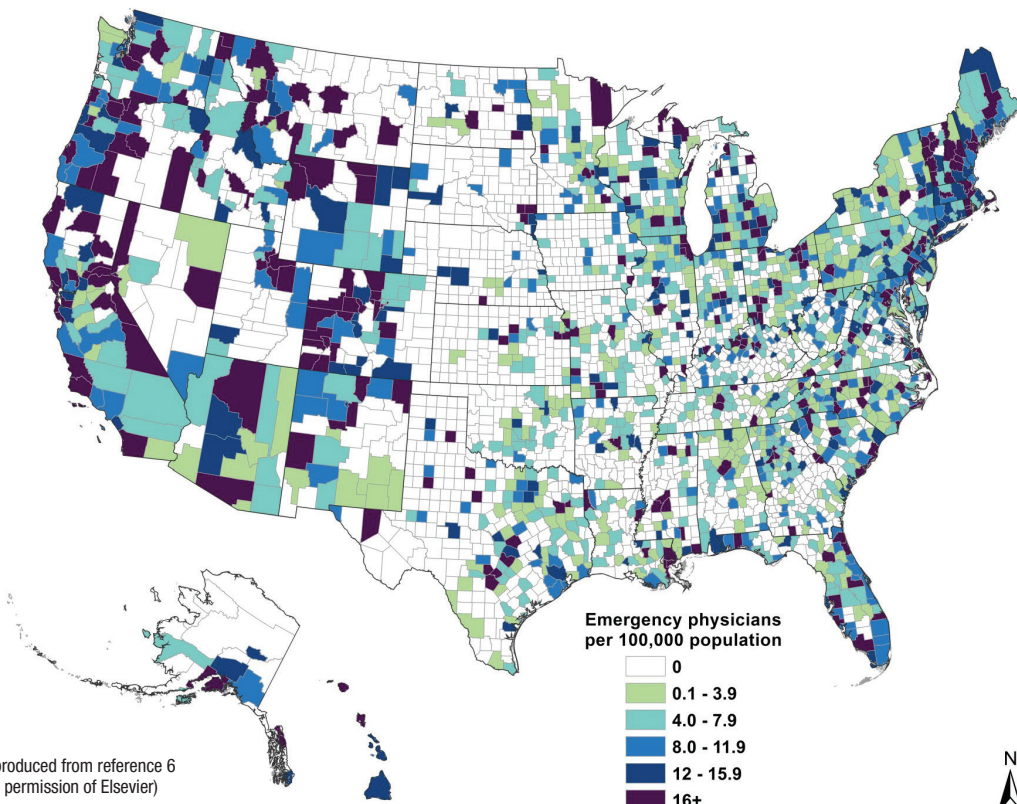 Emergency physicians
per 100,000 population
0
0.1 - 3.9
4.0 - 7.9
8.0 - 11.9
12 - 15.9
16+
N
produced from reference 6
permission of Elsevier)